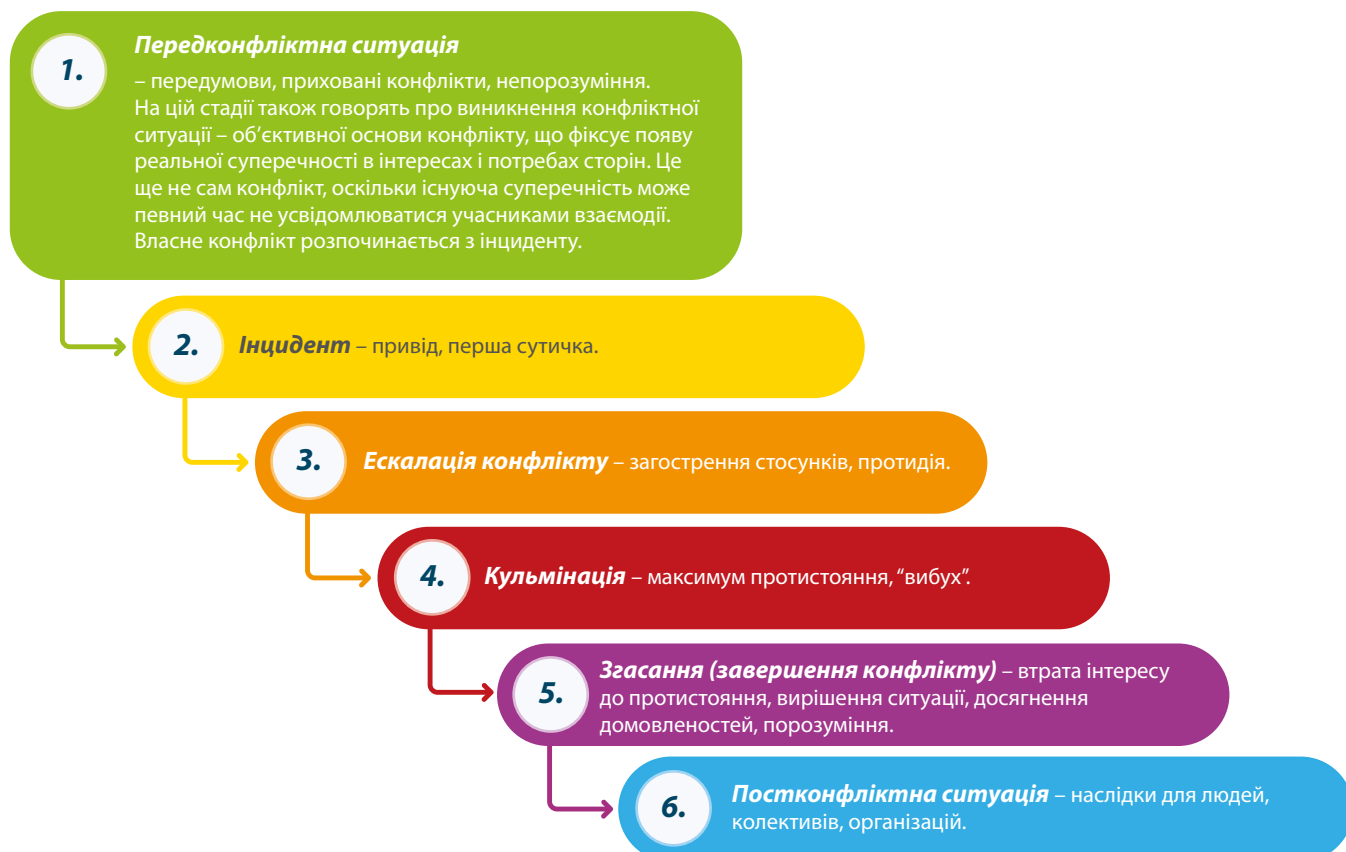 1.
Передконфліктна ситуація
– передумови, приховані конфлікти, непорозуміння.
На цій стадії також говорять про виникнення конфліктної
ситуації – об’єктивної основи конфлікту, що фіксує появу
реальної суперечності в інтересах і потребах сторін. Це
ще не сам конфлікт, оскільки існуюча суперечність може
певний час не усвідомлюватися учасниками взаємодії.
Власне конфлікт розпочинається з інциденту.
2.
Інцидент – привід, перша сутичка.
3.
Ескалація конфлікту – загострення стосунків, протидія.
4.
Кульмінація – максимум протистояння, “вибух”.
5.
Згасання (завершення конфлікту) – втрата інтересу
до протистояння, вирішення ситуації, досягнення
домовленостей, порозуміння.
6.
Постконфліктна ситуація – наслідки для людей,
колективів, організацій.